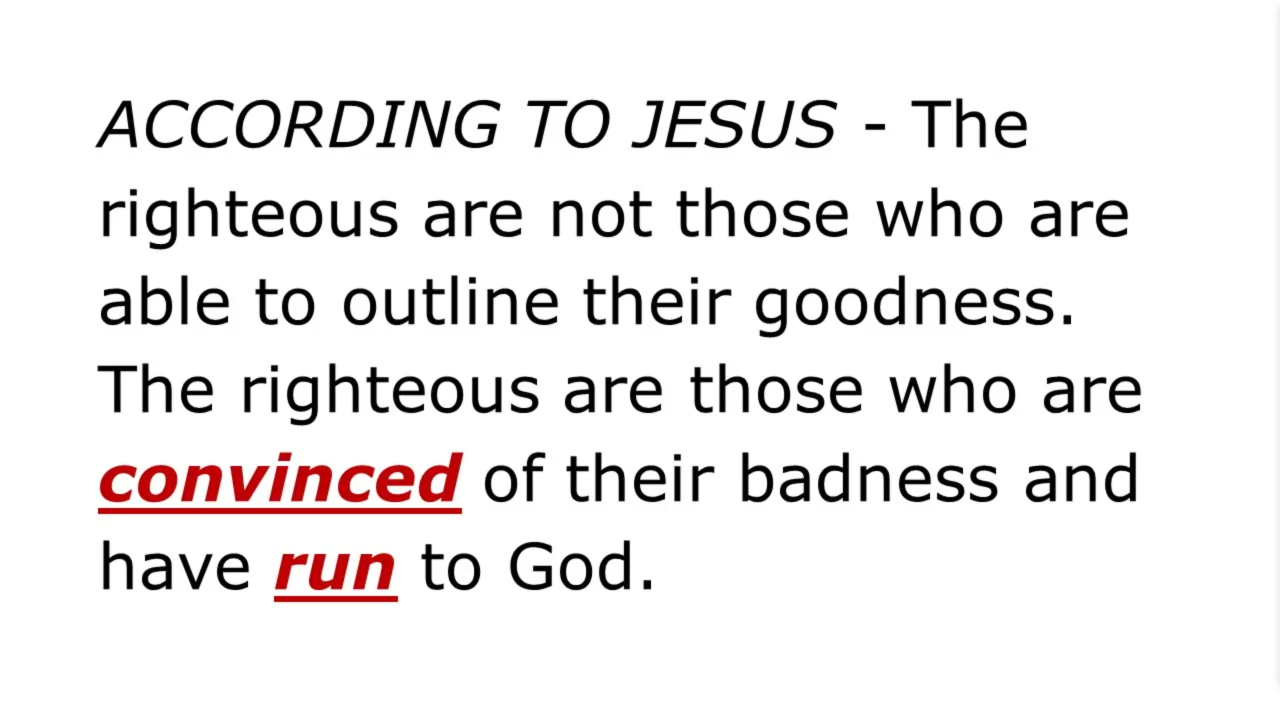 ACCORDING TO JESUS - The
righteous are not those who are
able to outline their goodness.
The righteous are those who are
convinced of their badness and
have run to God.